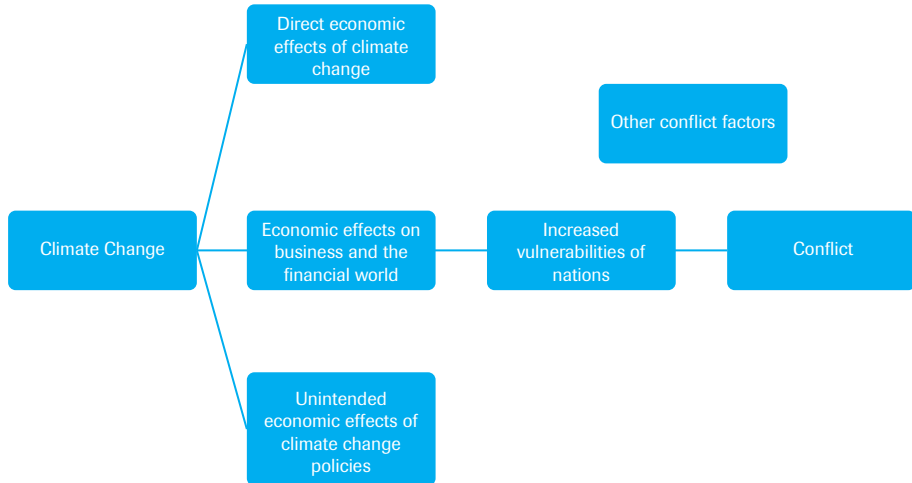 Direct economic
effects of climate
change
Other conflict factors
Climate Change
Economic effects on
business and the
financial world
Increased
vulnerabilities of
nations
Conflict
Unintended
economic effects of
climate change
policies